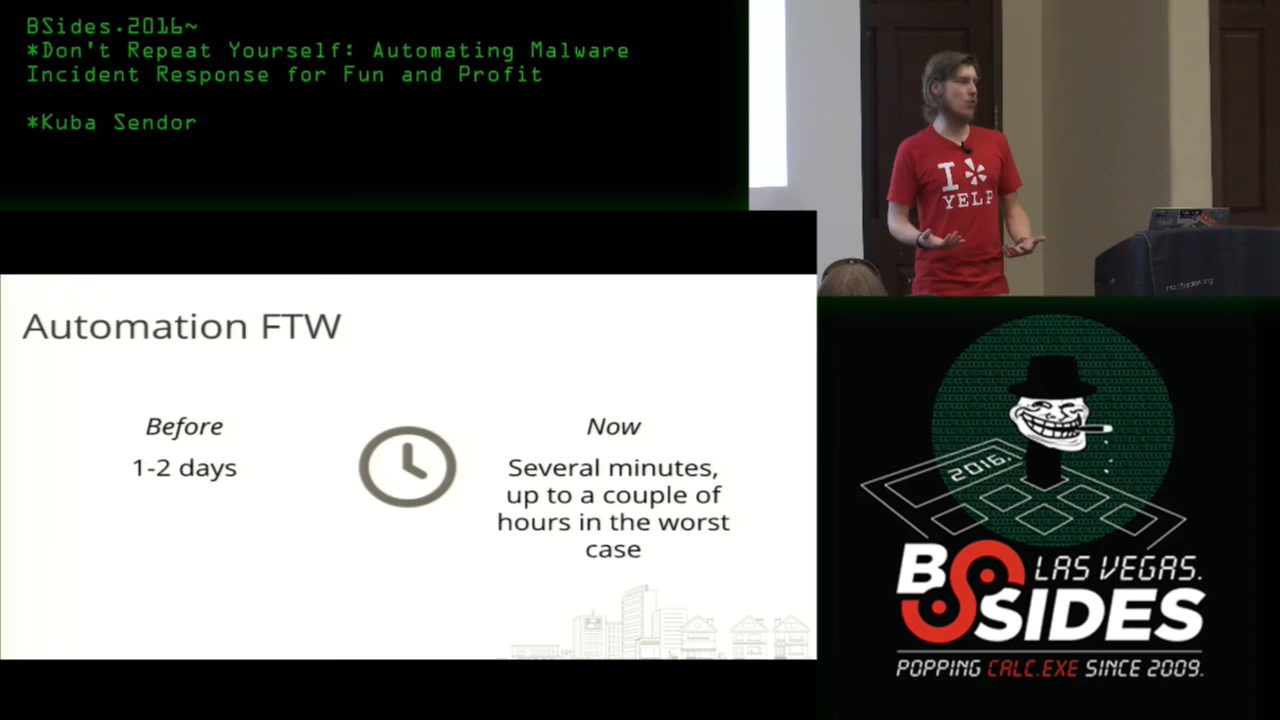 BSides.2016~
*Don't Repeat Yourself: Automating Malware
Incident Response for Fun and Profit
*Kuba Sendor
I
YELP
Automation FTW
Before
1-2 days
Now
Several minutes,
up to a couple of
hours in the worst
case
2016.
BSIDES
LAS VEGAS.
POPPING CALC.EXE SINCE 2009.